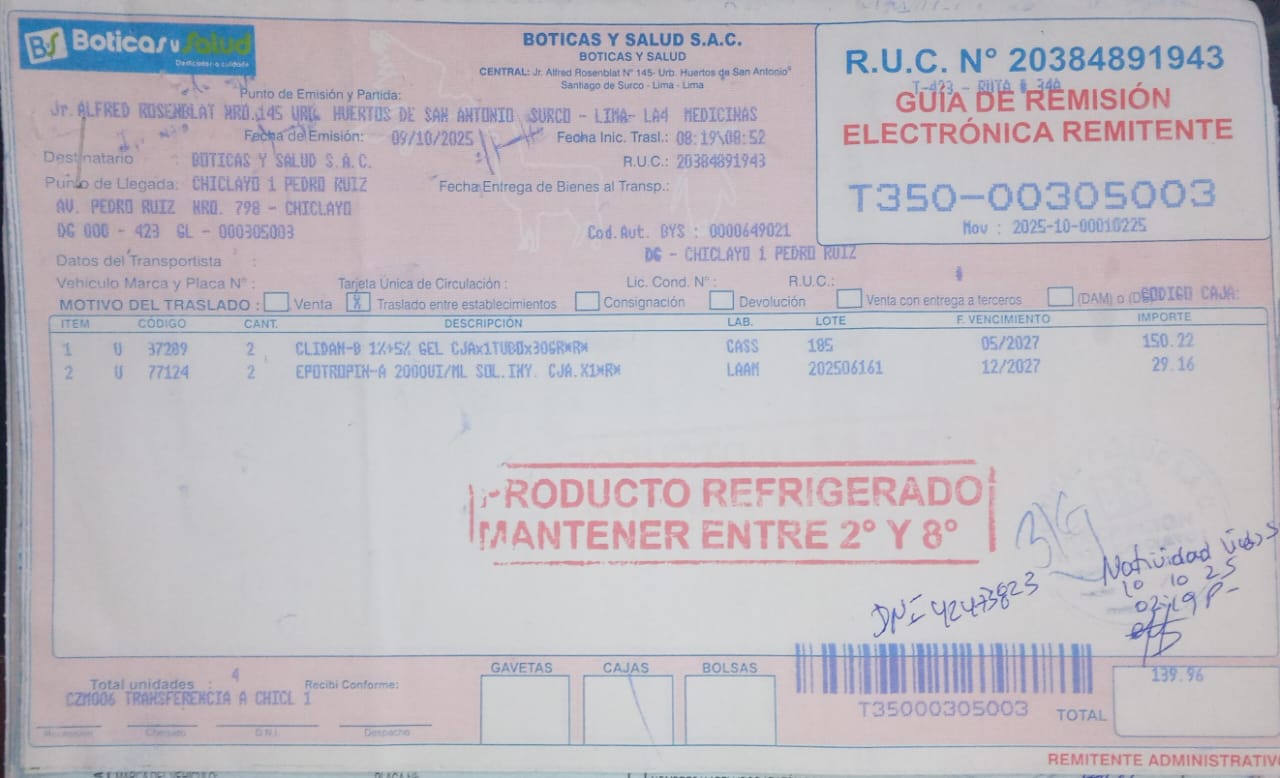 BS Boticas y Salud
Dedicados a cuidarte
BOTICAS Y SALUD S.A.C.
BOTICAS Y SALUD
CENTRAL: Jr. Alfred Rosenblat N° 145- Urb. Huertos de San Antonio
Santiago de Surco - Lima - Lima
R.U.C. N° 20384891943
T-423 - RUTA # 34A
GUIA DE REMISIÓN
ELECTRÓNICA REMITENTE
T350-00305003
Mov : 2025-10-00010225
Punto de Emisión y Partida:
Jr. ALFRED ROSENBLAT NRO.145 URB. HUERTOS DE SAN ANTONIO SURCO - LIMA- LA4 MEDICINAS
Fecha de Emisión: 09/10/2025 Fecha Inic. Trasl.: 08:19\08:52
Destinatario : BOTICAS Y SALUD S.A.C. R.U.C.: 20384891943
Punto de Llegada: CHICLAYO 1 PEDRO RUIZ Fecha Entrega de Bienes al Transp.:
AV. PEDRO RUIZ NRO. 798 - CHICLAYO
DG 000 - 423 GL - 000305003 Cod.Aut. BYS : 0000649021
Datos del Transportista : DG - CHICLAYO 1 PEDRO RUIZ
Vehículo Marca y Placa N° : Tarjeta Única de Circulación : Lic. Cond. N° : R.U.C.:
MOTIVO DEL TRASLADO : Venta X Traslado entre establecimientos Consignación Devolución Venta con entrega a terceros (DAM) o CODIGO CAJA:
ITEM CÓDIGO CANT. DESCRIPCIÓN LAB. LOTE F. VENCIMIENTO IMPORTE
1 U 37289 2 CLIDAN-B 1%+5% GEL CJAx1TUBOx30GR*R* CASS 185 05/2027 150.22
2 U 77124 2 EPOTROPIN-A 2000UI/ML SOL.INY. CJA.X1*R* LAAM 202506161 12/2027 29.16
PRODUCTO REFRIGERADO
MANTENER ENTRE 2° Y 8°
Natividad
10 10 25
DNI 42473823
Total unidades : 4 Recibi Conforme:
CZM006 TRANSFERENCIA A CHICL 1
Chequeo D.N.I. Despacho
GAVETAS CAJAS BOLSAS
T35000305003
TOTAL 139.96
REMITENTE ADMINISTRATIV